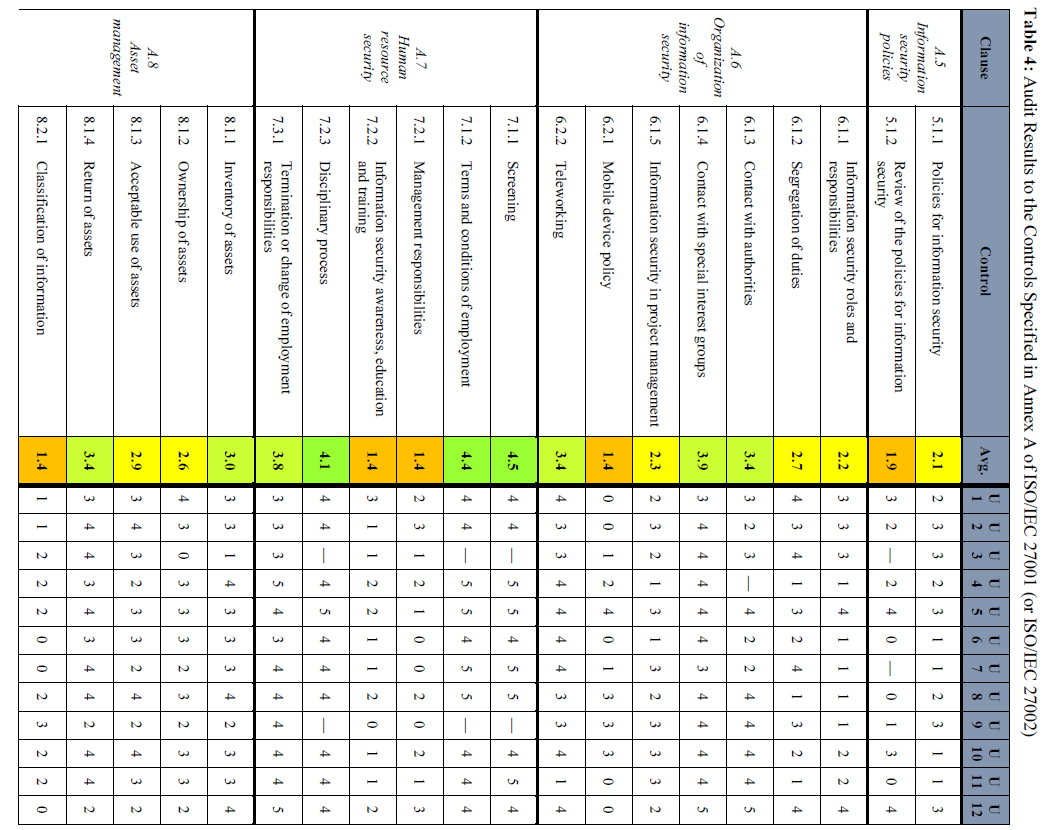 Table 4: Audit Results to the Controls Specified in Annex A of ISO/IEC 27001 (or ISO/IEC 27002)
Clause Control Avg. U 1 U 2 U 3 U 4 U 5 U 6 U 7 U 8 U 9 U 10 U 11 U 12
A.5
Information
security
policies
5.1.1 Policies for information security 2.1 2 3 3 2 3 1 1 2 3 1 1 3
5.1.2 Review of the policies for information
security 1.9 3 2 — 2 4 0 — 0 1 3 0 4
A.6
Organization
of
information
security
6.1.1 Information security roles and
responsibilities 2.2 3 3 3 1 4 1 1 1 1 2 2 4
6.1.2 Segregation of duties 2.7 4 3 4 1 3 2 4 1 3 2 1 4
6.1.3 Contact with authorities 3.4 3 2 3 — 4 2 2 4 4 4 4 5
6.1.4 Contact with special interest groups 3.9 3 4 4 4 4 4 3 4 4 4 4 5
6.1.5 Information security in project management 2.3 2 3 2 1 3 1 3 2 3 3 3 2
6.2.1 Mobile device policy 1.4 0 0 1 2 4 0 1 3 3 3 0 0
6.2.2 Teleworking 3.4 4 3 3 4 4 4 4 3 3 4 1 4
A.7
Human
resource
security
7.1.1 Screening 4.5 4 4 — 5 5 4 5 5 — 4 5 4
7.1.2 Terms and conditions of employment 4.4 4 4 — 5 5 4 5 5 — 4 4 4
7.2.1 Management responsibilities 1.4 2 3 1 2 1 0 0 2 0 2 1 3
7.2.2 Information security awareness, education
and training 1.4 3 1 1 2 2 1 1 2 0 1 1 2
7.2.3 Disciplinary process 4.1 4 4 — 4 5 4 4 4 — 4 4 4
7.3.1 Termination or change of employment
responsibilities 3.8 3 3 3 5 4 3 4 4 4 4 4 5
A.8
Asset
management
8.1.1 Inventory of assets 3.0 3 3 1 4 3 3 3 4 2 3 3 4
8.1.2 Ownership of assets 2.6 4 3 0 3 3 3 2 3 2 3 3 2
8.1.3 Acceptable use of assets 2.9 3 4 3 2 3 3 2 4 2 4 3 2
8.1.4 Return of assets 3.4 3 4 4 3 4 3 4 4 2 4 4 2
8.2.1 Classification of information 1.4 1 1 2 2 2 0 0 2 3 2 2 0